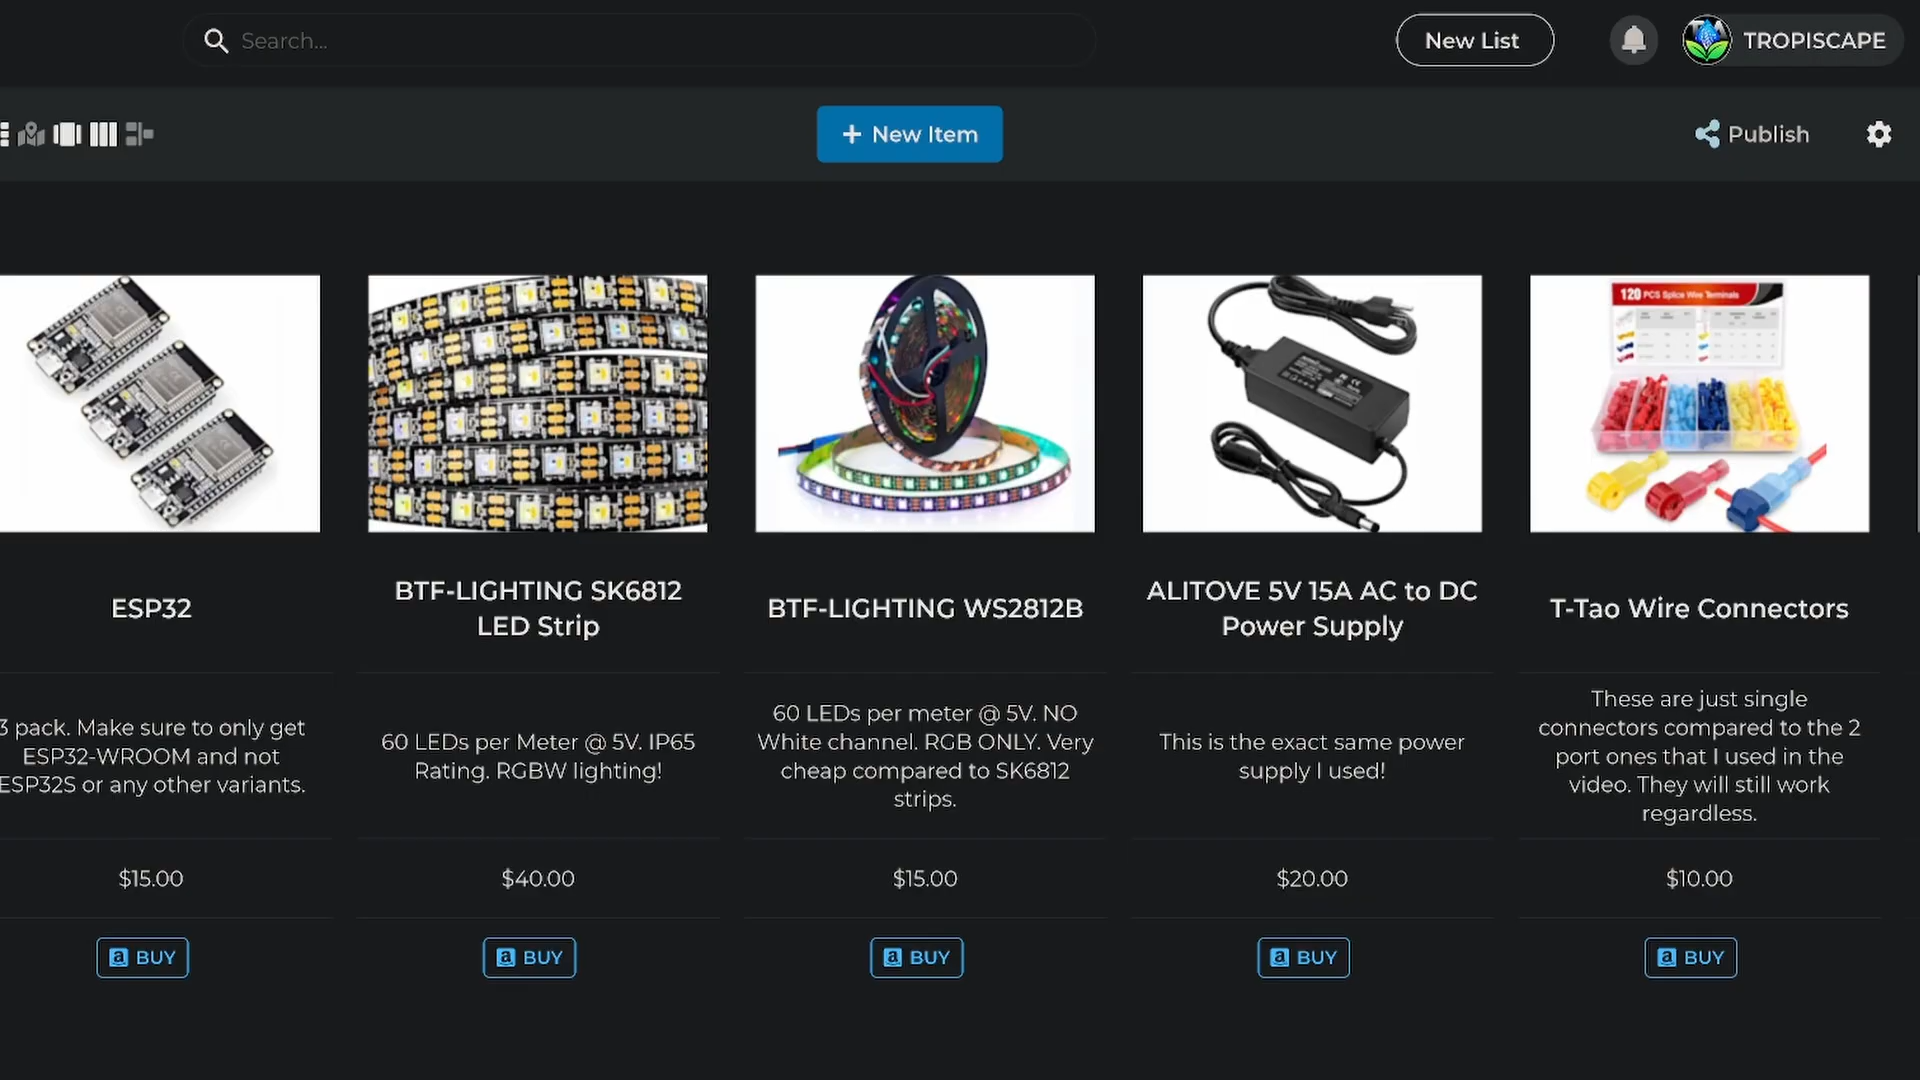 Search...
New List
TROPISCAPE
+ New Item
Publish
120 PCS Splice Wire Terminals
ESP32
BTF-LIGHTING SK6812
LED Strip
BTF-LIGHTING WS2812B
ALITOVE 5V 15A AC to DC
Power Supply
T-Tao Wire Connectors
3 pack. Make sure to only get
ESP32-WROOM and not
ESP32S or any other variants.
60 LEDs per Meter @ 5V. IP65
Rating. RGBW lighting!
60 LEDs per meter @ 5V. NO
White channel. RGB ONLY. Very
cheap compared to SK6812
strips.
This is the exact same power
supply I used!
These are just single
connectors compared to the 2
port ones that I used in the
video. They will still work
regardless.
$15.00
$40.00
$15.00
$20.00
$10.00
BUY
BUY
BUY
BUY
BUY